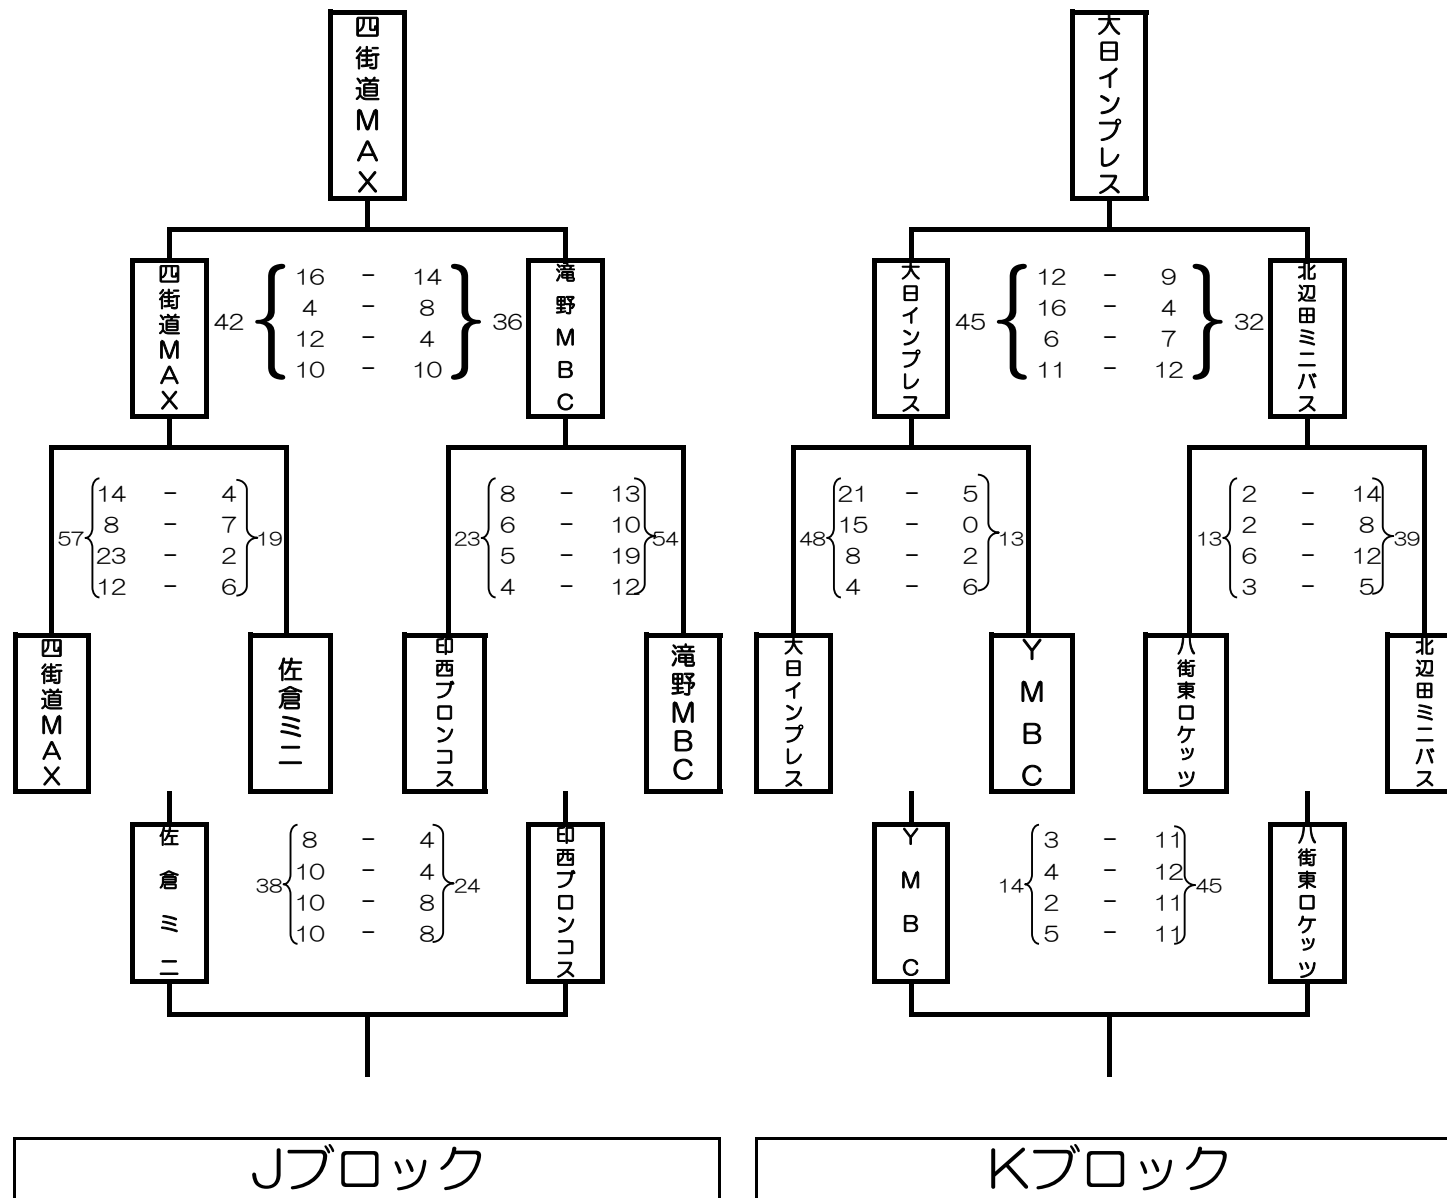 四街道MAX
四街道MAX
42
16 - 14
4 - 8
12 - 4
10 - 10
36
滝野MBC
57
14 - 4
8 - 7
23 - 2
12 - 6
19
23
8 - 13
6 - 10
5 - 19
4 - 12
54
四街道MAX
佐倉ミニ
印西ブロンコス
滝野MBC
佐倉ミニ
38
8 - 4
10 - 4
10 - 8
10 - 8
24
印西ブロンコス
Jブロック
大日インプレス
大日インプレス
45
12 - 9
16 - 4
6 - 7
11 - 12
32
北辺田ミニバス
48
21 - 5
15 - 0
8 - 2
4 - 6
13
13
2 - 14
2 - 8
6 - 12
3 - 5
39
大日インプレス
YMBC
八街東ロケッツ
北辺田ミニバス
YMBC
14
3 - 11
4 - 12
2 - 11
5 - 11
45
八街東ロケッツ
Kブロック